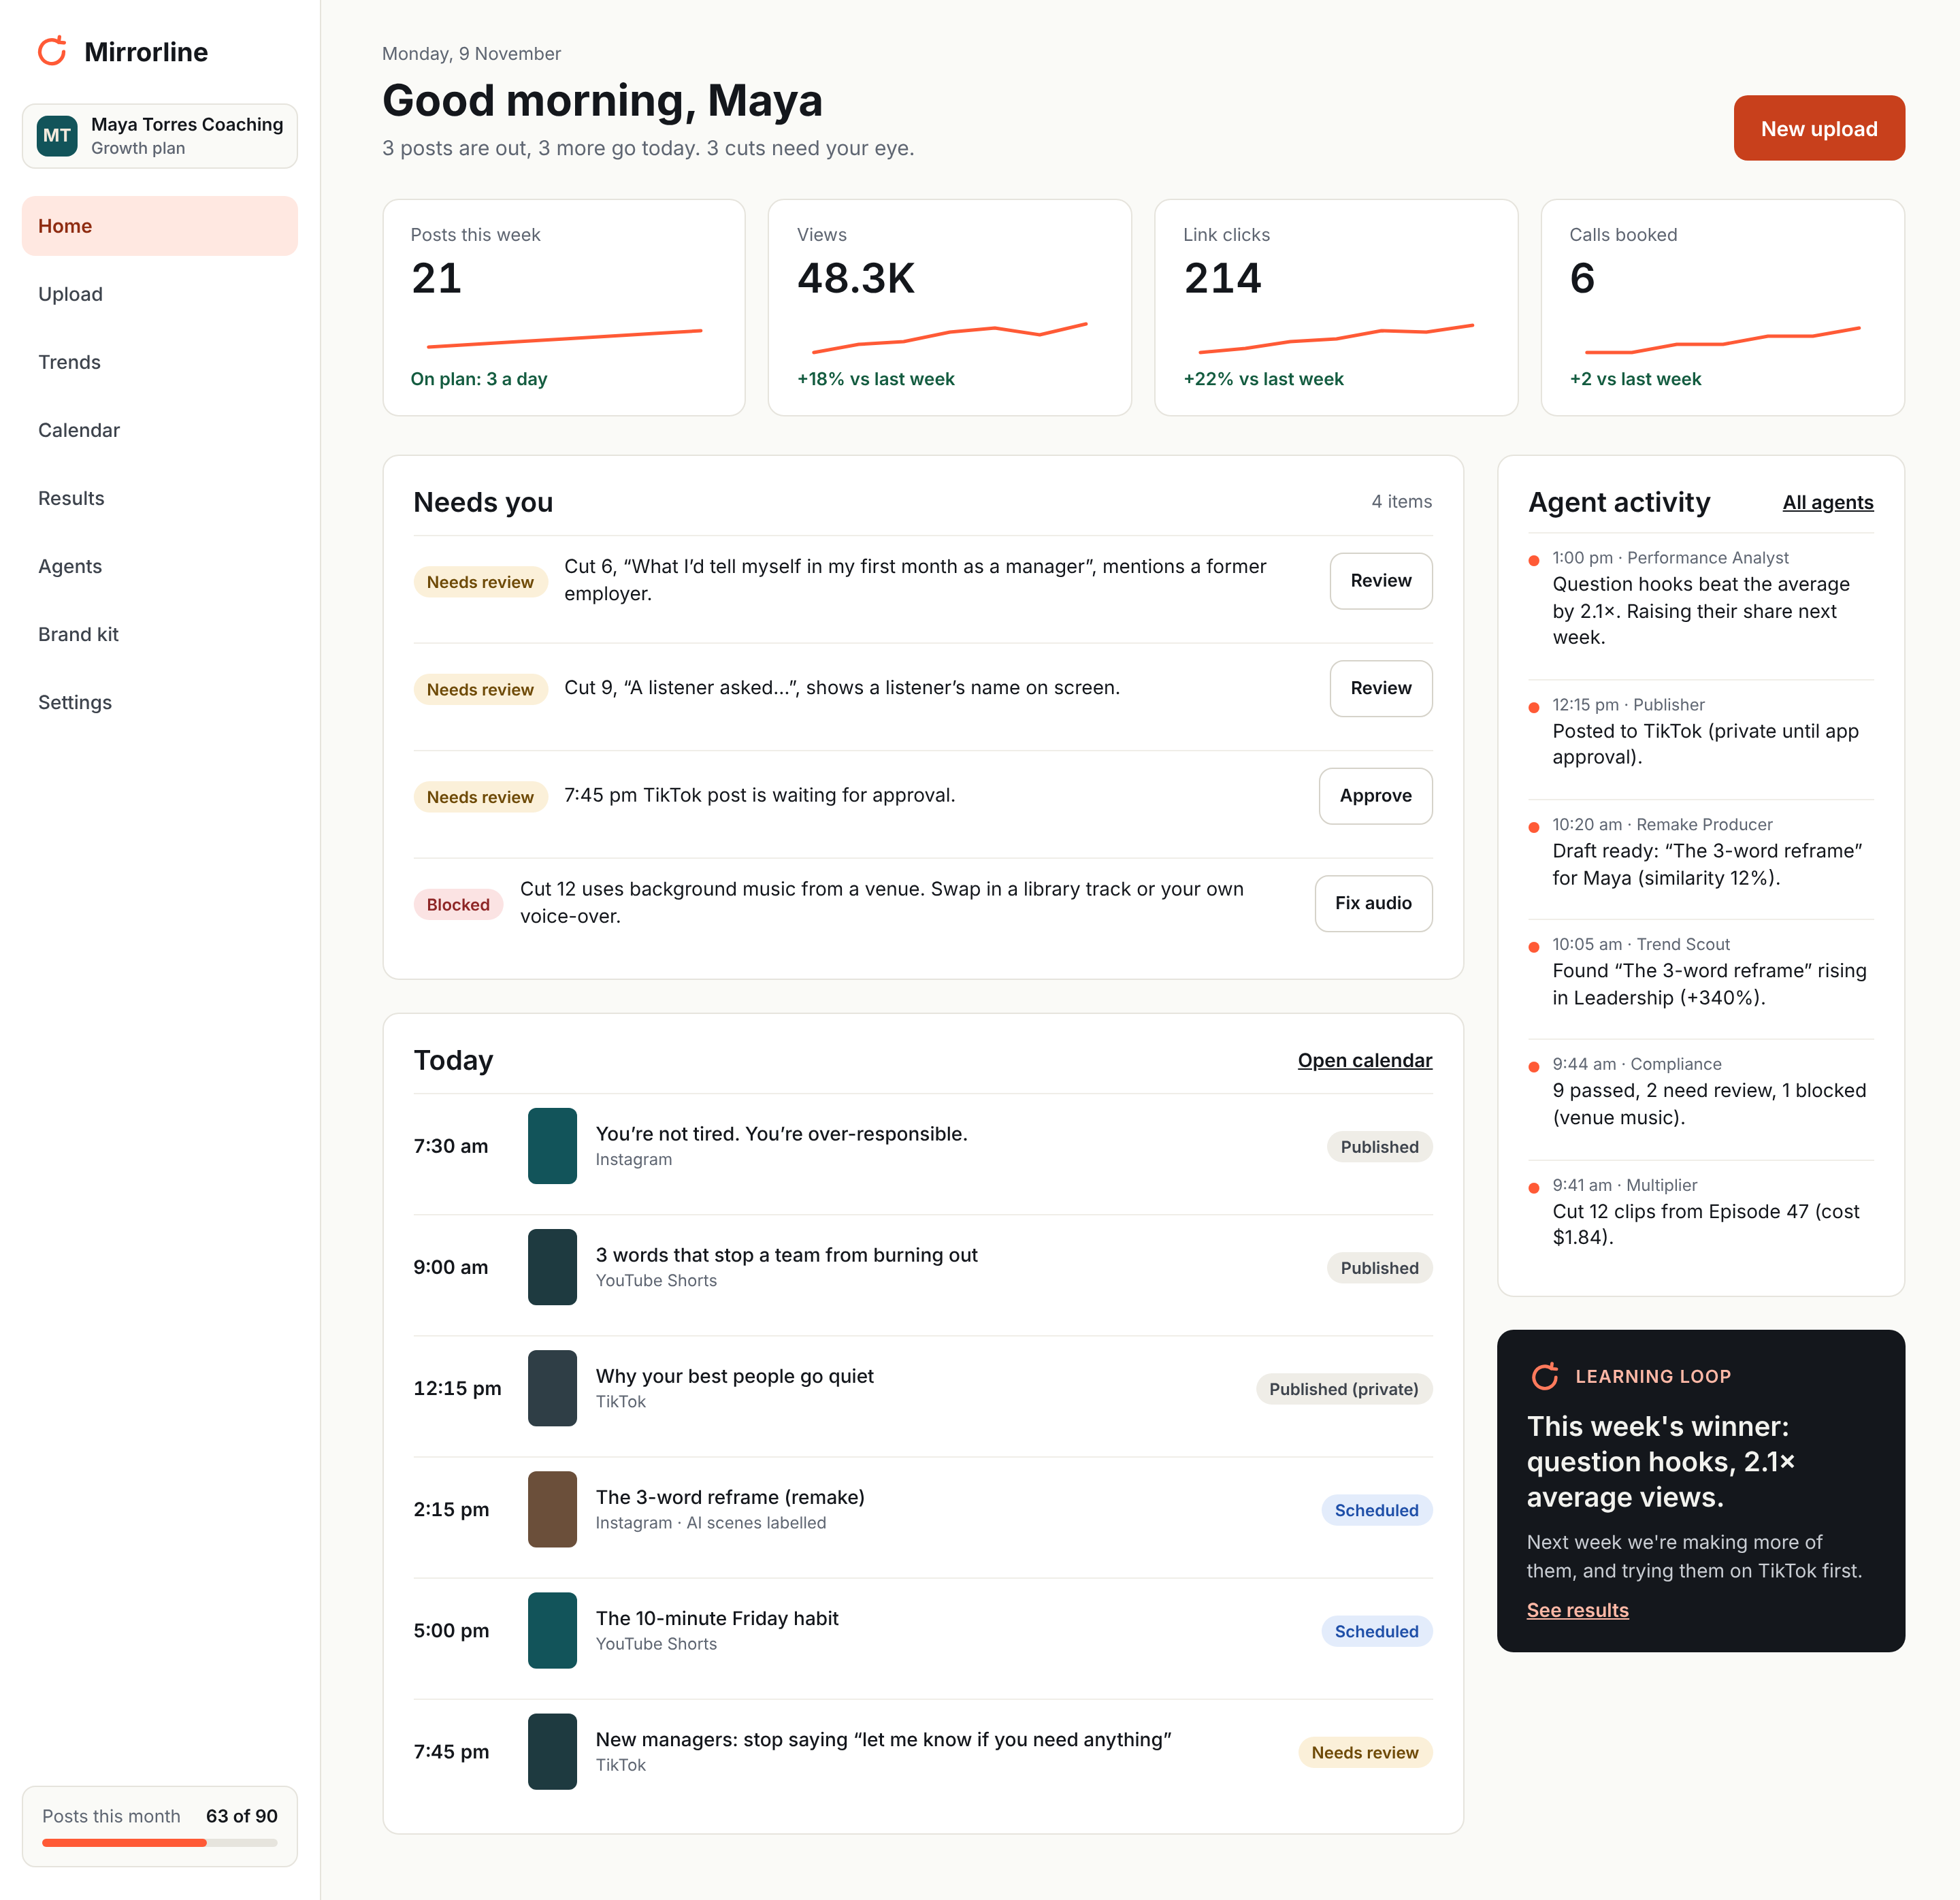 Mirrorline
MT
Maya Torres Coaching
Growth plan
Home
Upload
Trends
Calendar
Results
Agents
Brand kit
Settings
Posts this month
63 of 90
Monday, 9 November
Good morning, Maya
3 posts are out, 3 more go today. 3 cuts need your eye.
New upload
Posts this week
21
On plan: 3 a day
Views
48.3K
+18% vs last week
Link clicks
214
+22% vs last week
Calls booked
6
+2 vs last week
Needs you
4 items
Needs review
Cut 6, “What I’d tell myself in my first month as a manager”, mentions a former
employer.
Review
Needs review
Cut 9, “A listener asked…”, shows a listener’s name on screen.
Review
Needs review
7:45 pm TikTok post is waiting for approval.
Approve
Blocked
Cut 12 uses background music from a venue. Swap in a library track or your own
voice-over.
Fix audio
Today
Open calendar
7:30 am
You’re not tired. You’re over-responsible.
Instagram
Published
9:00 am
3 words that stop a team from burning out
YouTube Shorts
Published
12:15 pm
Why your best people go quiet
TikTok
Published (private)
2:15 pm
The 3-word reframe (remake)
Instagram · AI scenes labelled
Scheduled
5:00 pm
The 10-minute Friday habit
YouTube Shorts
Scheduled
7:45 pm
New managers: stop saying “let me know if you need anything”
TikTok
Needs review
Agent activity
All agents
1:00 pm · Performance Analyst
Question hooks beat the average
by 2.1×. Raising their share next
week.
12:15 pm · Publisher
Posted to TikTok (private until app
approval).
10:20 am · Remake Producer
Draft ready: “The 3-word reframe”
for Maya (similarity 12%).
10:05 am · Trend Scout
Found “The 3-word reframe” rising
in Leadership (+340%).
9:44 am · Compliance
9 passed, 2 need review, 1 blocked
(venue music).
9:41 am · Multiplier
Cut 12 clips from Episode 47 (cost
$1.84).
LEARNING LOOP
This week's winner:
question hooks, 2.1×
average views.
Next week we're making more of
them, and trying them on TikTok first.
See results